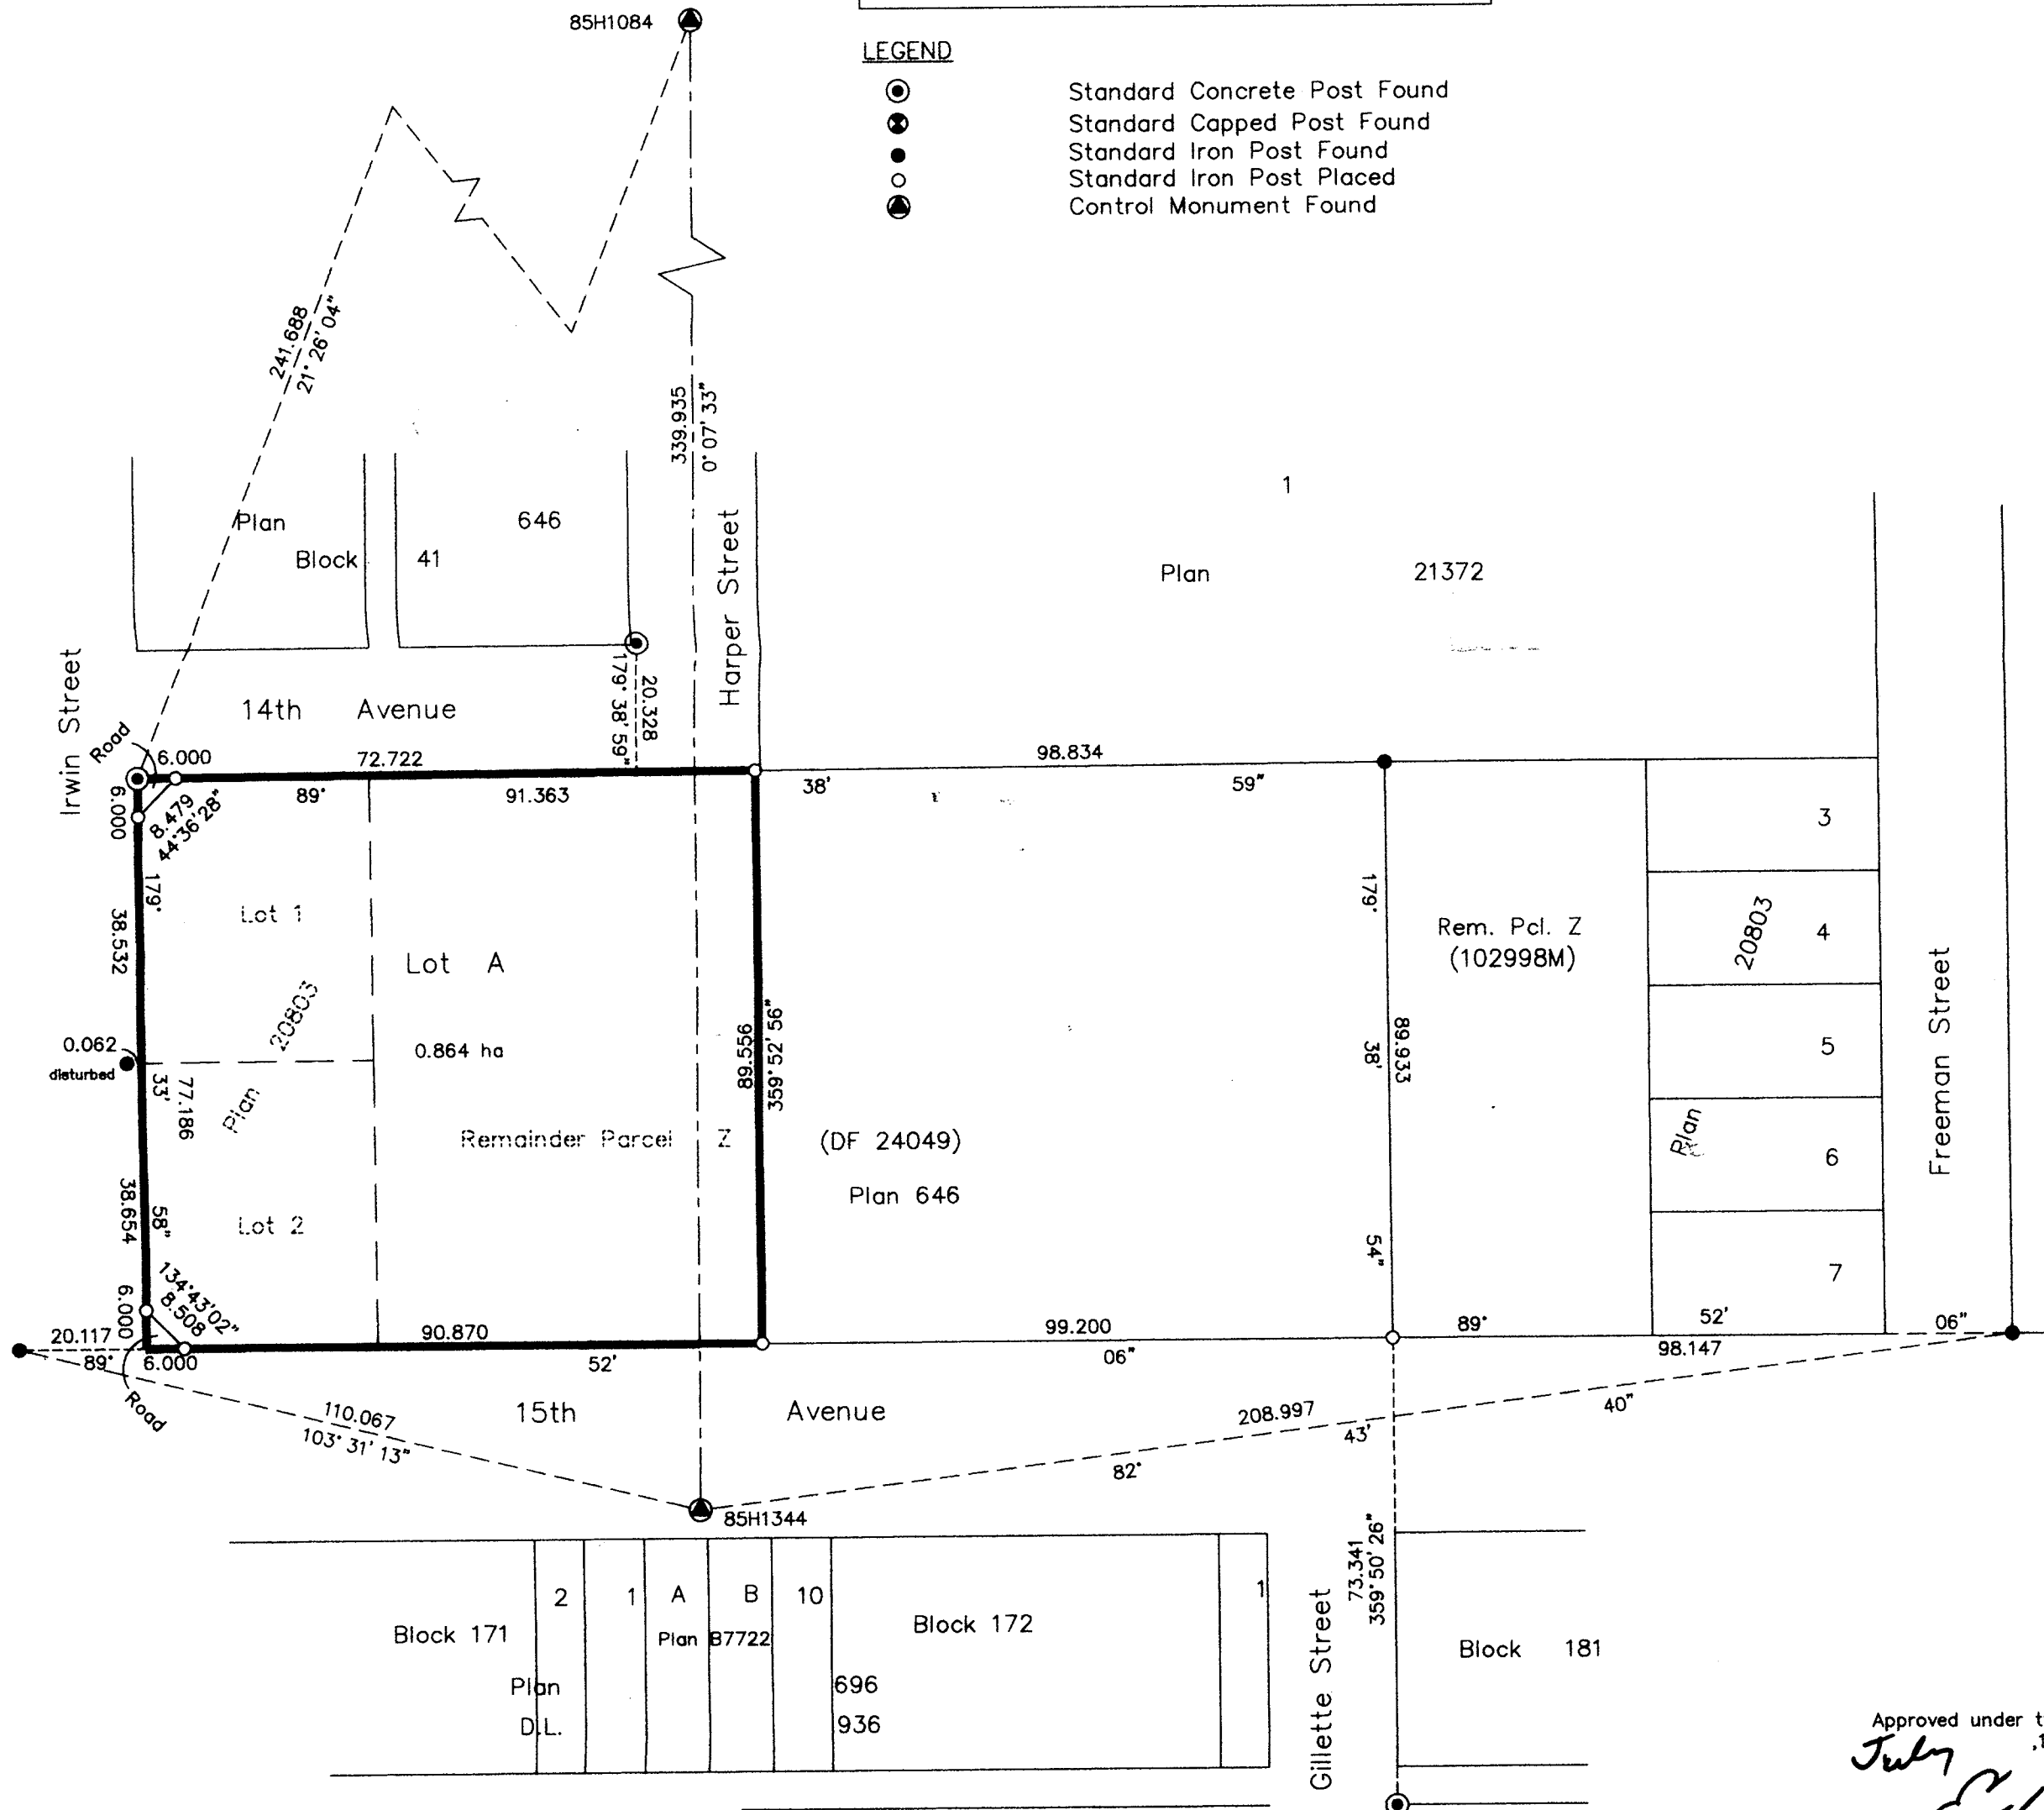 85H1084
LEGEND
Standard Concrete Post Found
Standard Capped Post Found
Standard Iron Post Found
Standard Iron Post Placed
Control Monument Found
241.688
21° 26' 04"
339.935
0° 07' 33"
Harper Street
1
Plan 646
Block 41
Plan 21372
Irwin Street
14th Avenue
20.328
179° 38' 59"
Road
6.000
72.722
98.834
89°
91.363
38'
59"
6.000
8.479
44°36'28"
179°
38.532
Lot 1
Lot A
20803
0.864 ha
0.062
disturbed
33'
77.186
Plan
Remainder Parcel Z
(DF 24049)
Plan 646
89.556
359° 52' 56"
38.654
58"
Lot 2
134°43'02"
8.508
6.000
179°
38'
89.933
54"
Rem. Pcl. Z
(102998M)
20803
Plan
3
4
5
6
7
Freeman Street
20.117
89°
6.000
90.870
52'
99.200
06"
89°
52'
98.147
06"
Road
110.067
103° 31' 13"
15th Avenue
208.997
82°
43'
40"
85H1344
73.341
359° 50' 26"
Gillette Street
2
1
A
B
10
1
Block 171
Plan B7722
Block 172
Block 181
Plan 696
D.L. 936
Approved under t
July ,1